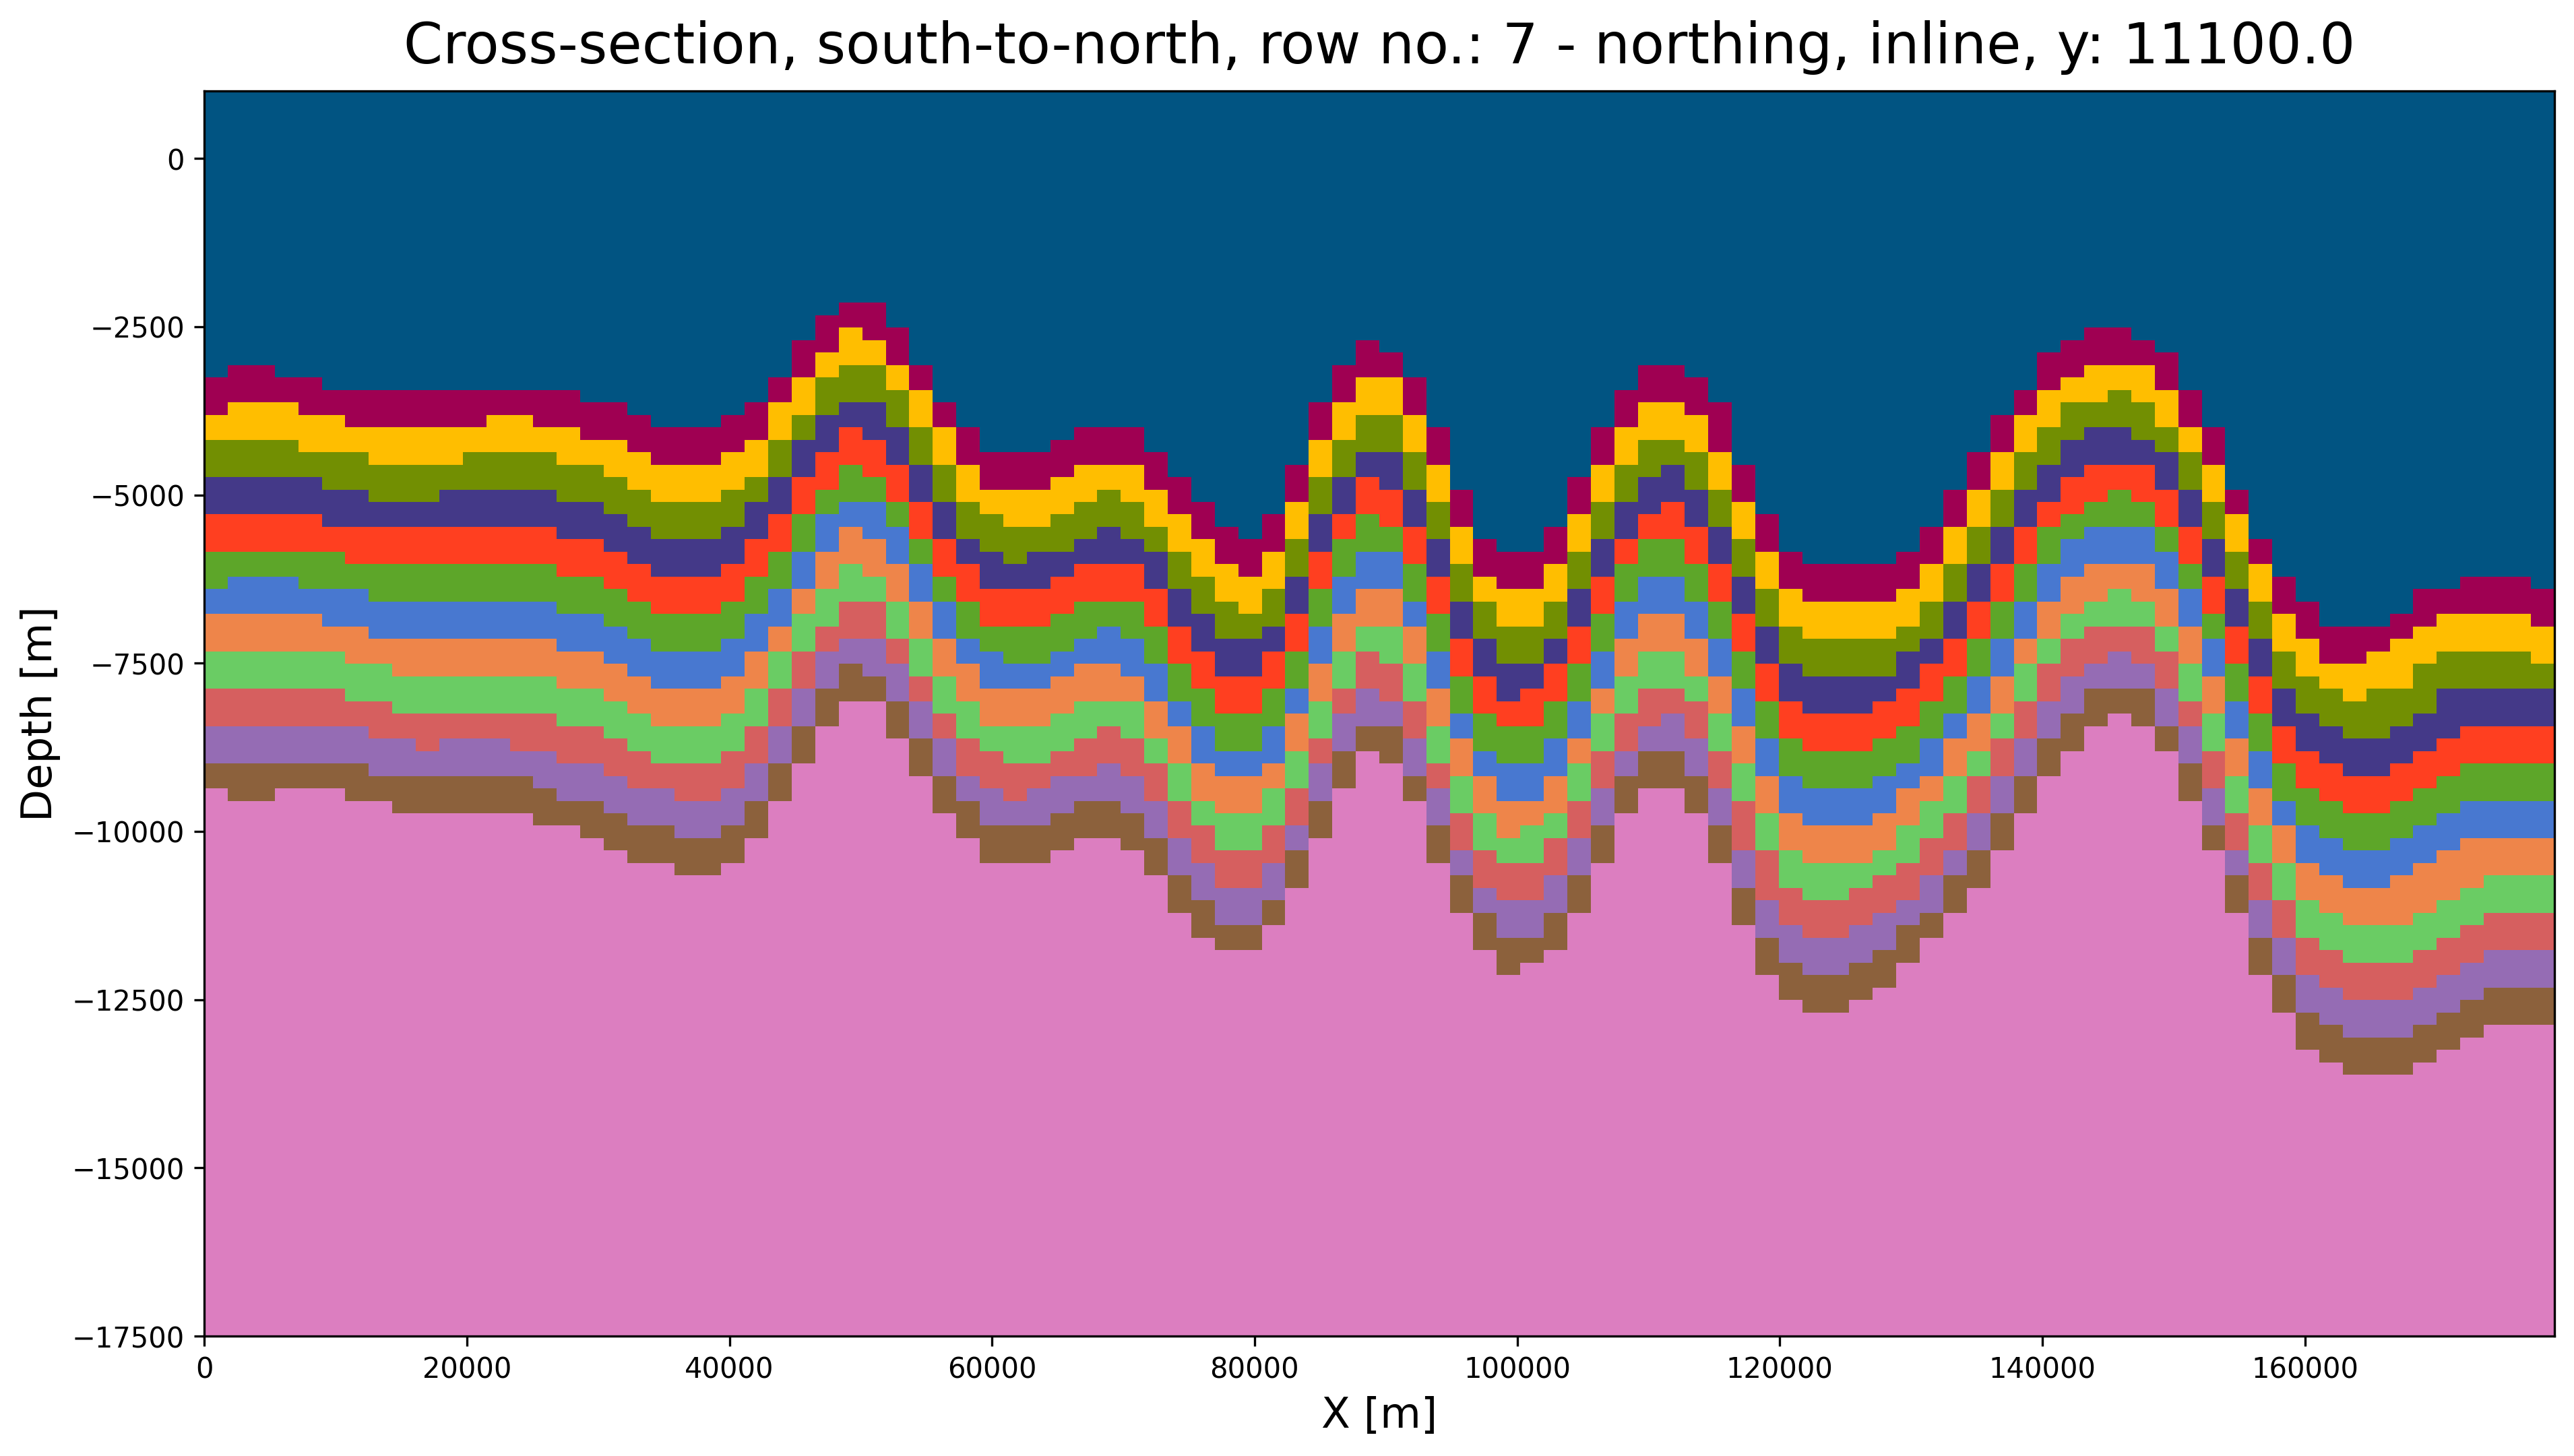 Cross-section, south-to-north, row no.: 7 - northing, inline, y: 11100.0
0
−2500
−5000
−7500
−10000
−12500
−15000
−17500
Depth [m]
0 20000 40000 60000 80000 100000 120000 140000 160000
X [m]